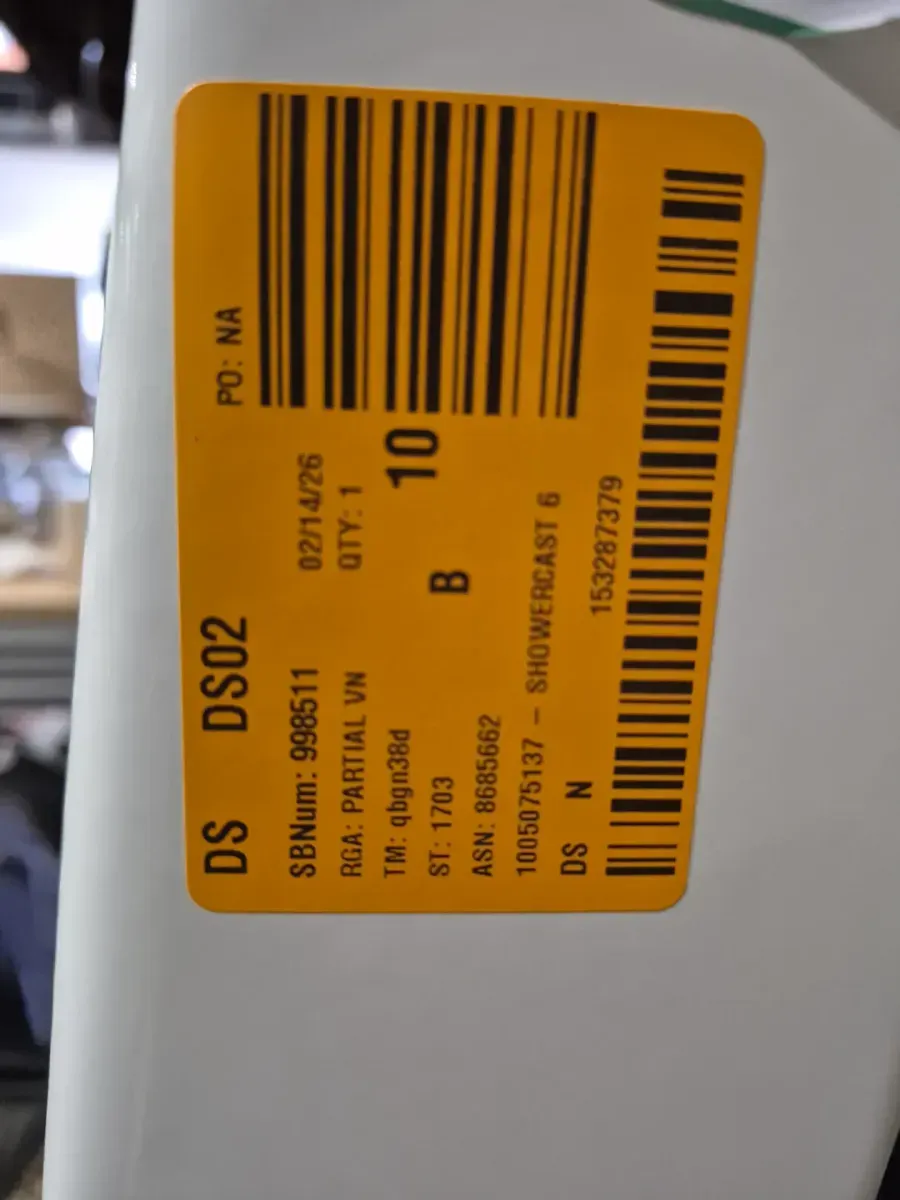 DS DS02 PO: NA
SBNum: 998511 02/14/26
RGA: PARTIAL VN QTY: 1
TM: qbgn38d 10
ST: 1703 B
ASN: 8685662
1005075137 – SHOWERCAST 6
DS N 153287379